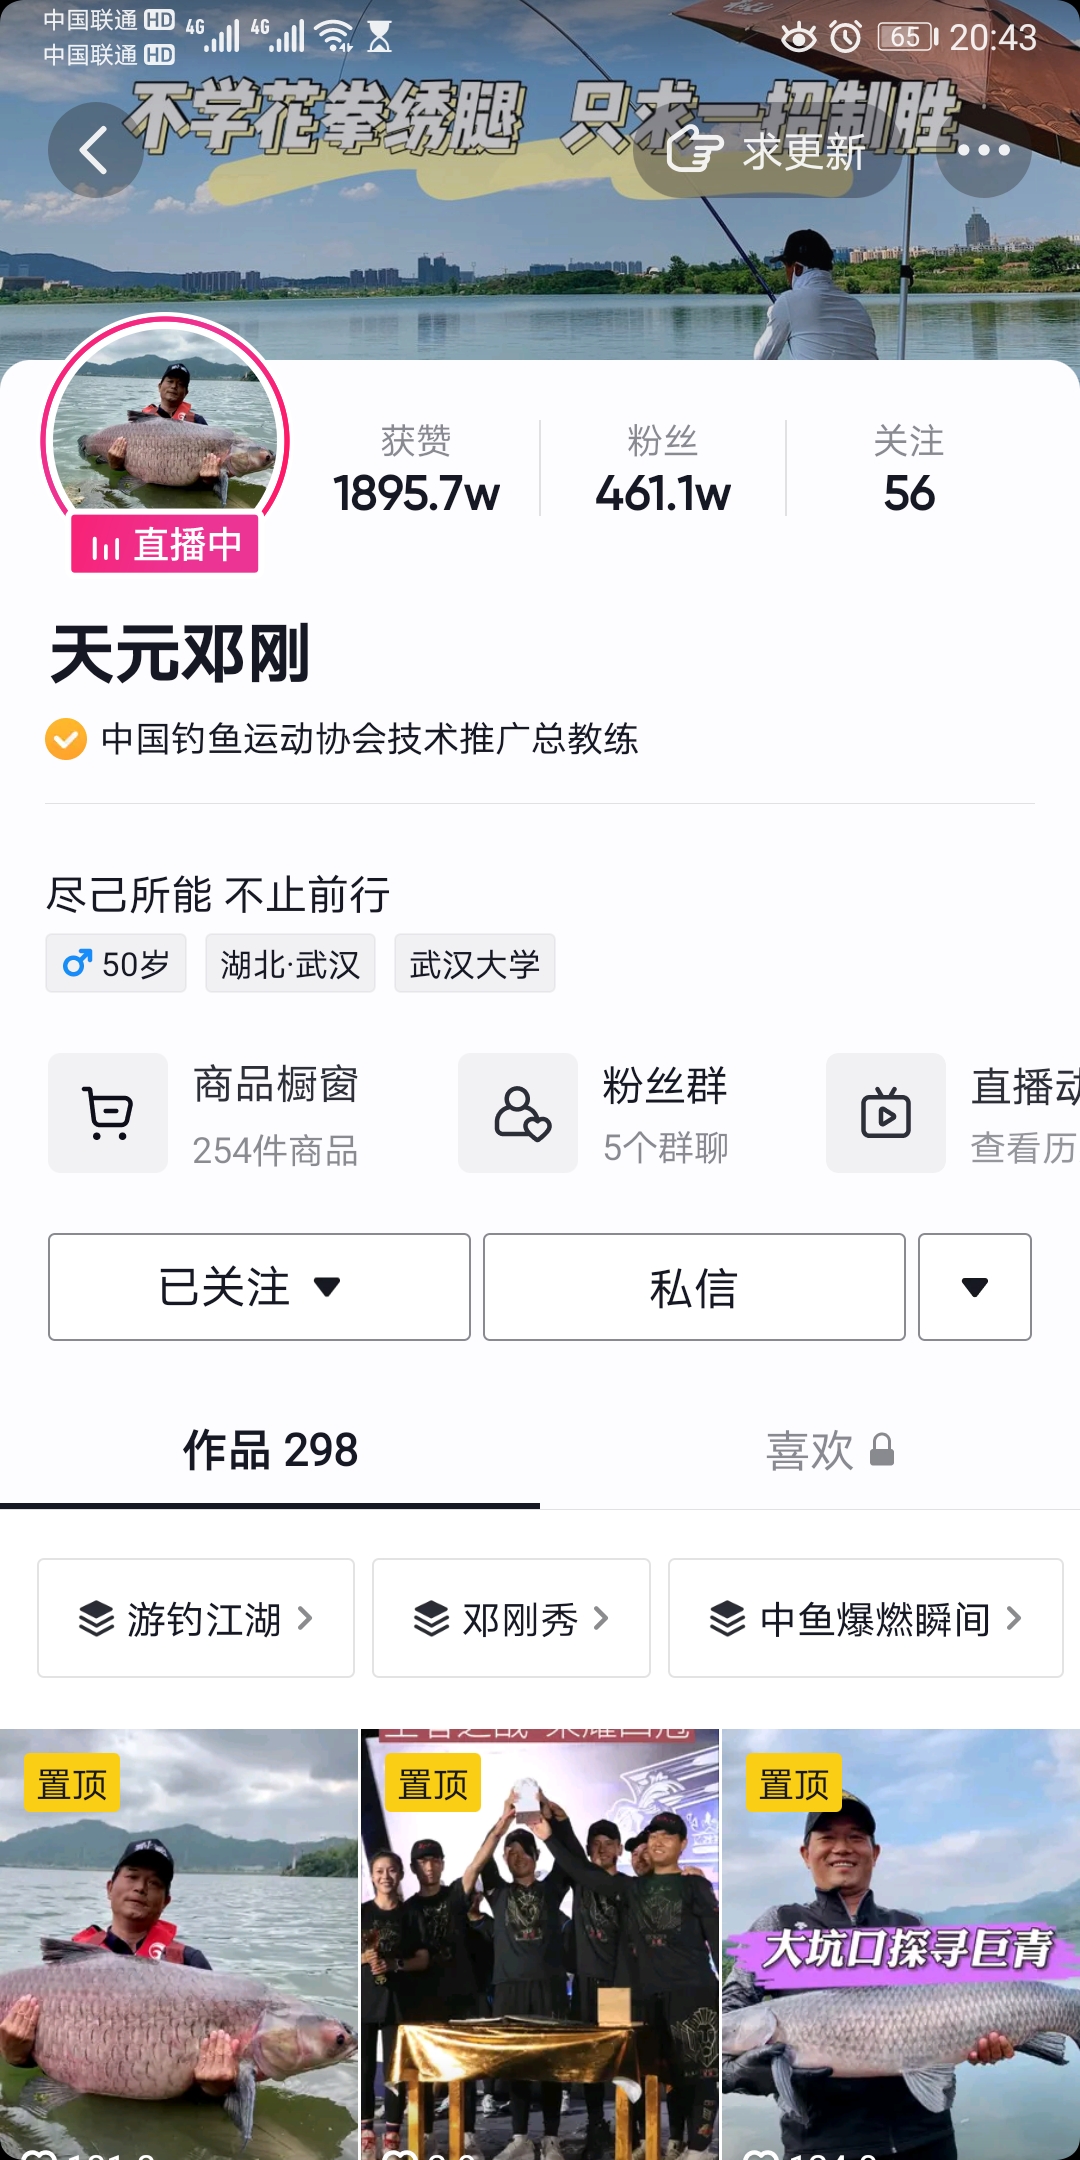 中国联通 HD 4G 4G 65 20:43
中国联通 HD
不学花拳绣腿 只求一招制胜
求更新
获赞 粉丝 关注
1895.7w 461.1w 56
直播中
天元邓刚
中国钓鱼运动协会技术推广总教练
尽己所能 不止前行
50岁 湖北·武汉 武汉大学
商品橱窗 粉丝群 直播动
254件商品 5个群聊 查看历
已关注 私信
作品 298 喜欢
游钓江湖 邓刚秀 中鱼爆燃瞬间
置顶 置顶 置顶
大坑口探寻巨青